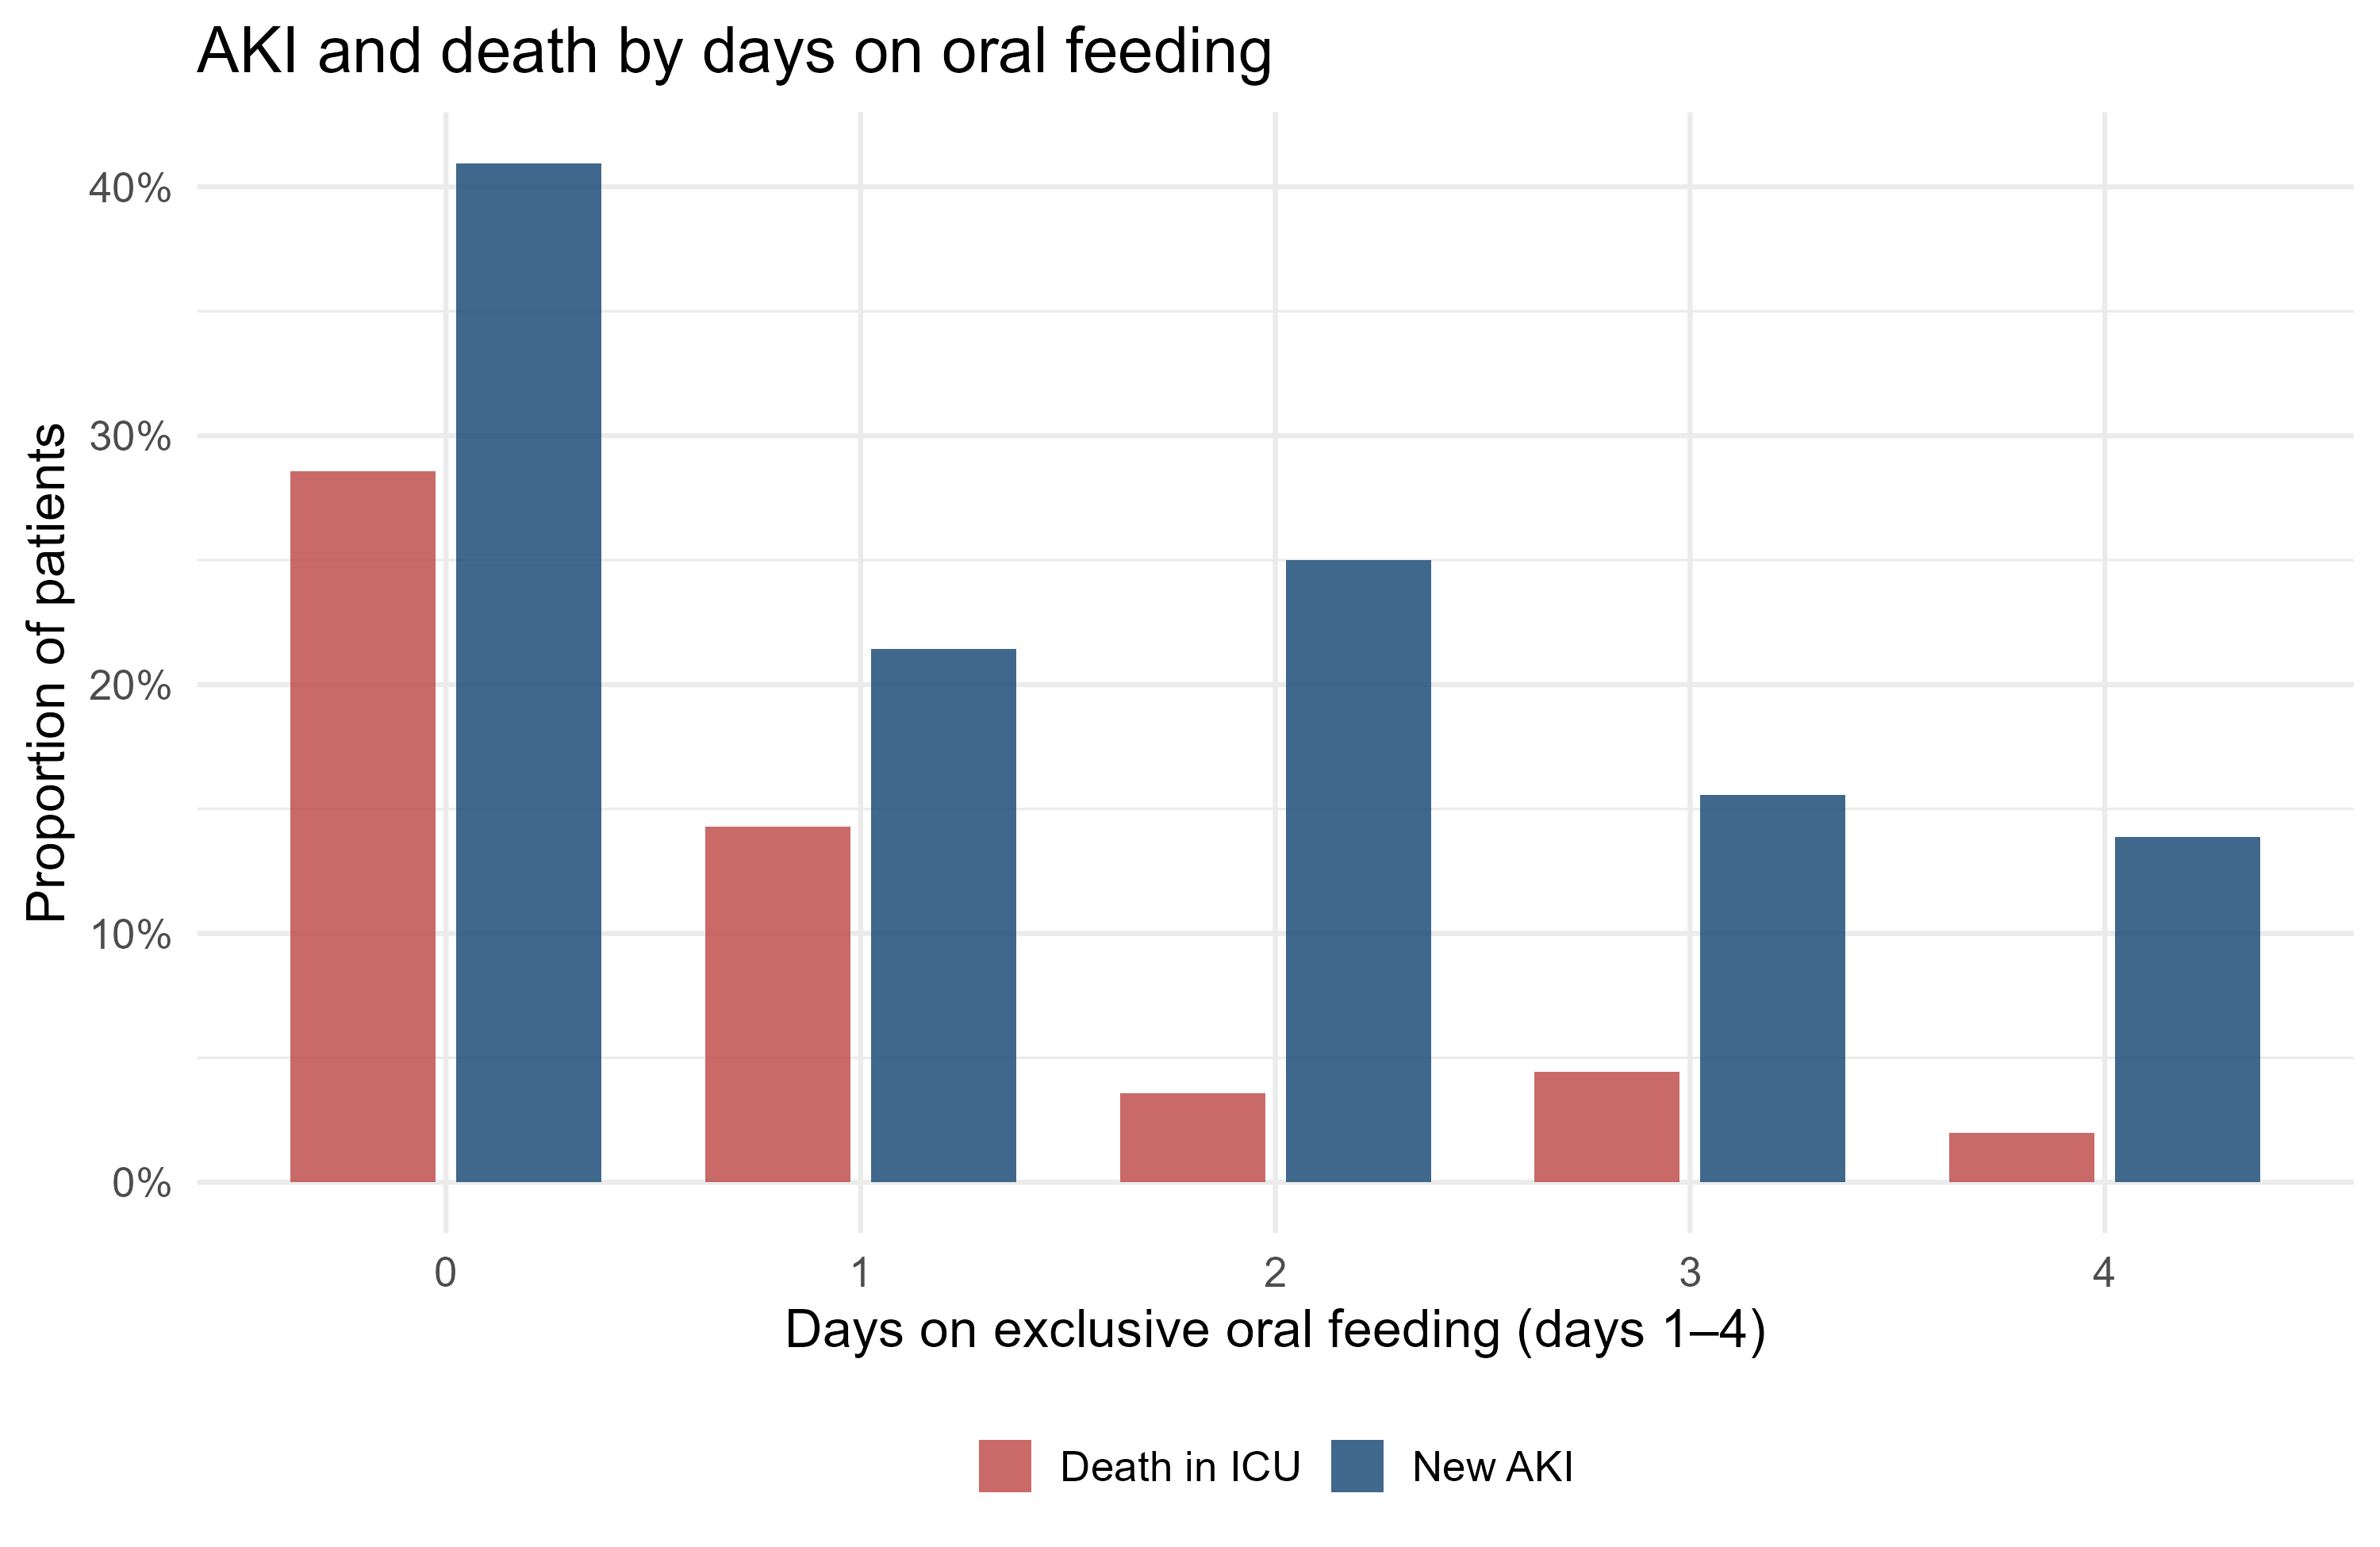 AKI and death by days on oral feeding
Proportion of patients
40%
30%
20%
10%
0%
0 1 2 3 4
Days on exclusive oral feeding (days 1–4)
Death in ICU New AKI